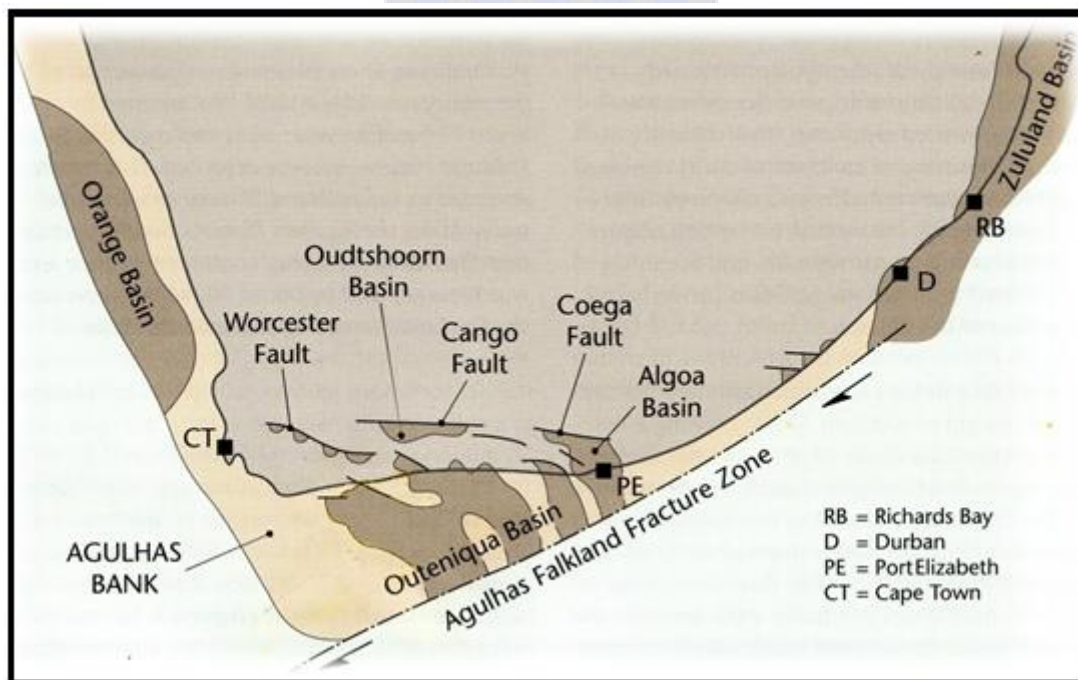 Orange Basin
Zululand Basin
RB
D
Oudtshoorn
Basin
Worcester
Fault
Cango
Fault
Coega
Fault
Algoa
Basin
CT
PE
AGULHAS
BANK
Outeniqua Basin
Agulhas Falkland Fracture Zone
RB = Richards Bay
D = Durban
PE = PortElizabeth
CT = Cape Town